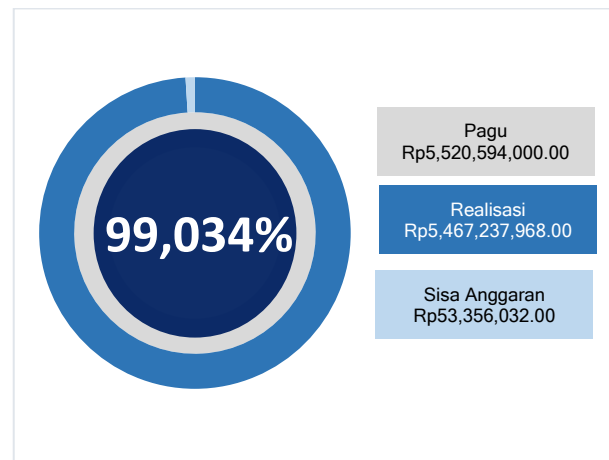 99,034%
Pagu
Rp5,520,594,000.00
Realisasi
Rp5,467,237,968.00
Sisa Anggaran
Rp53,356,032.00